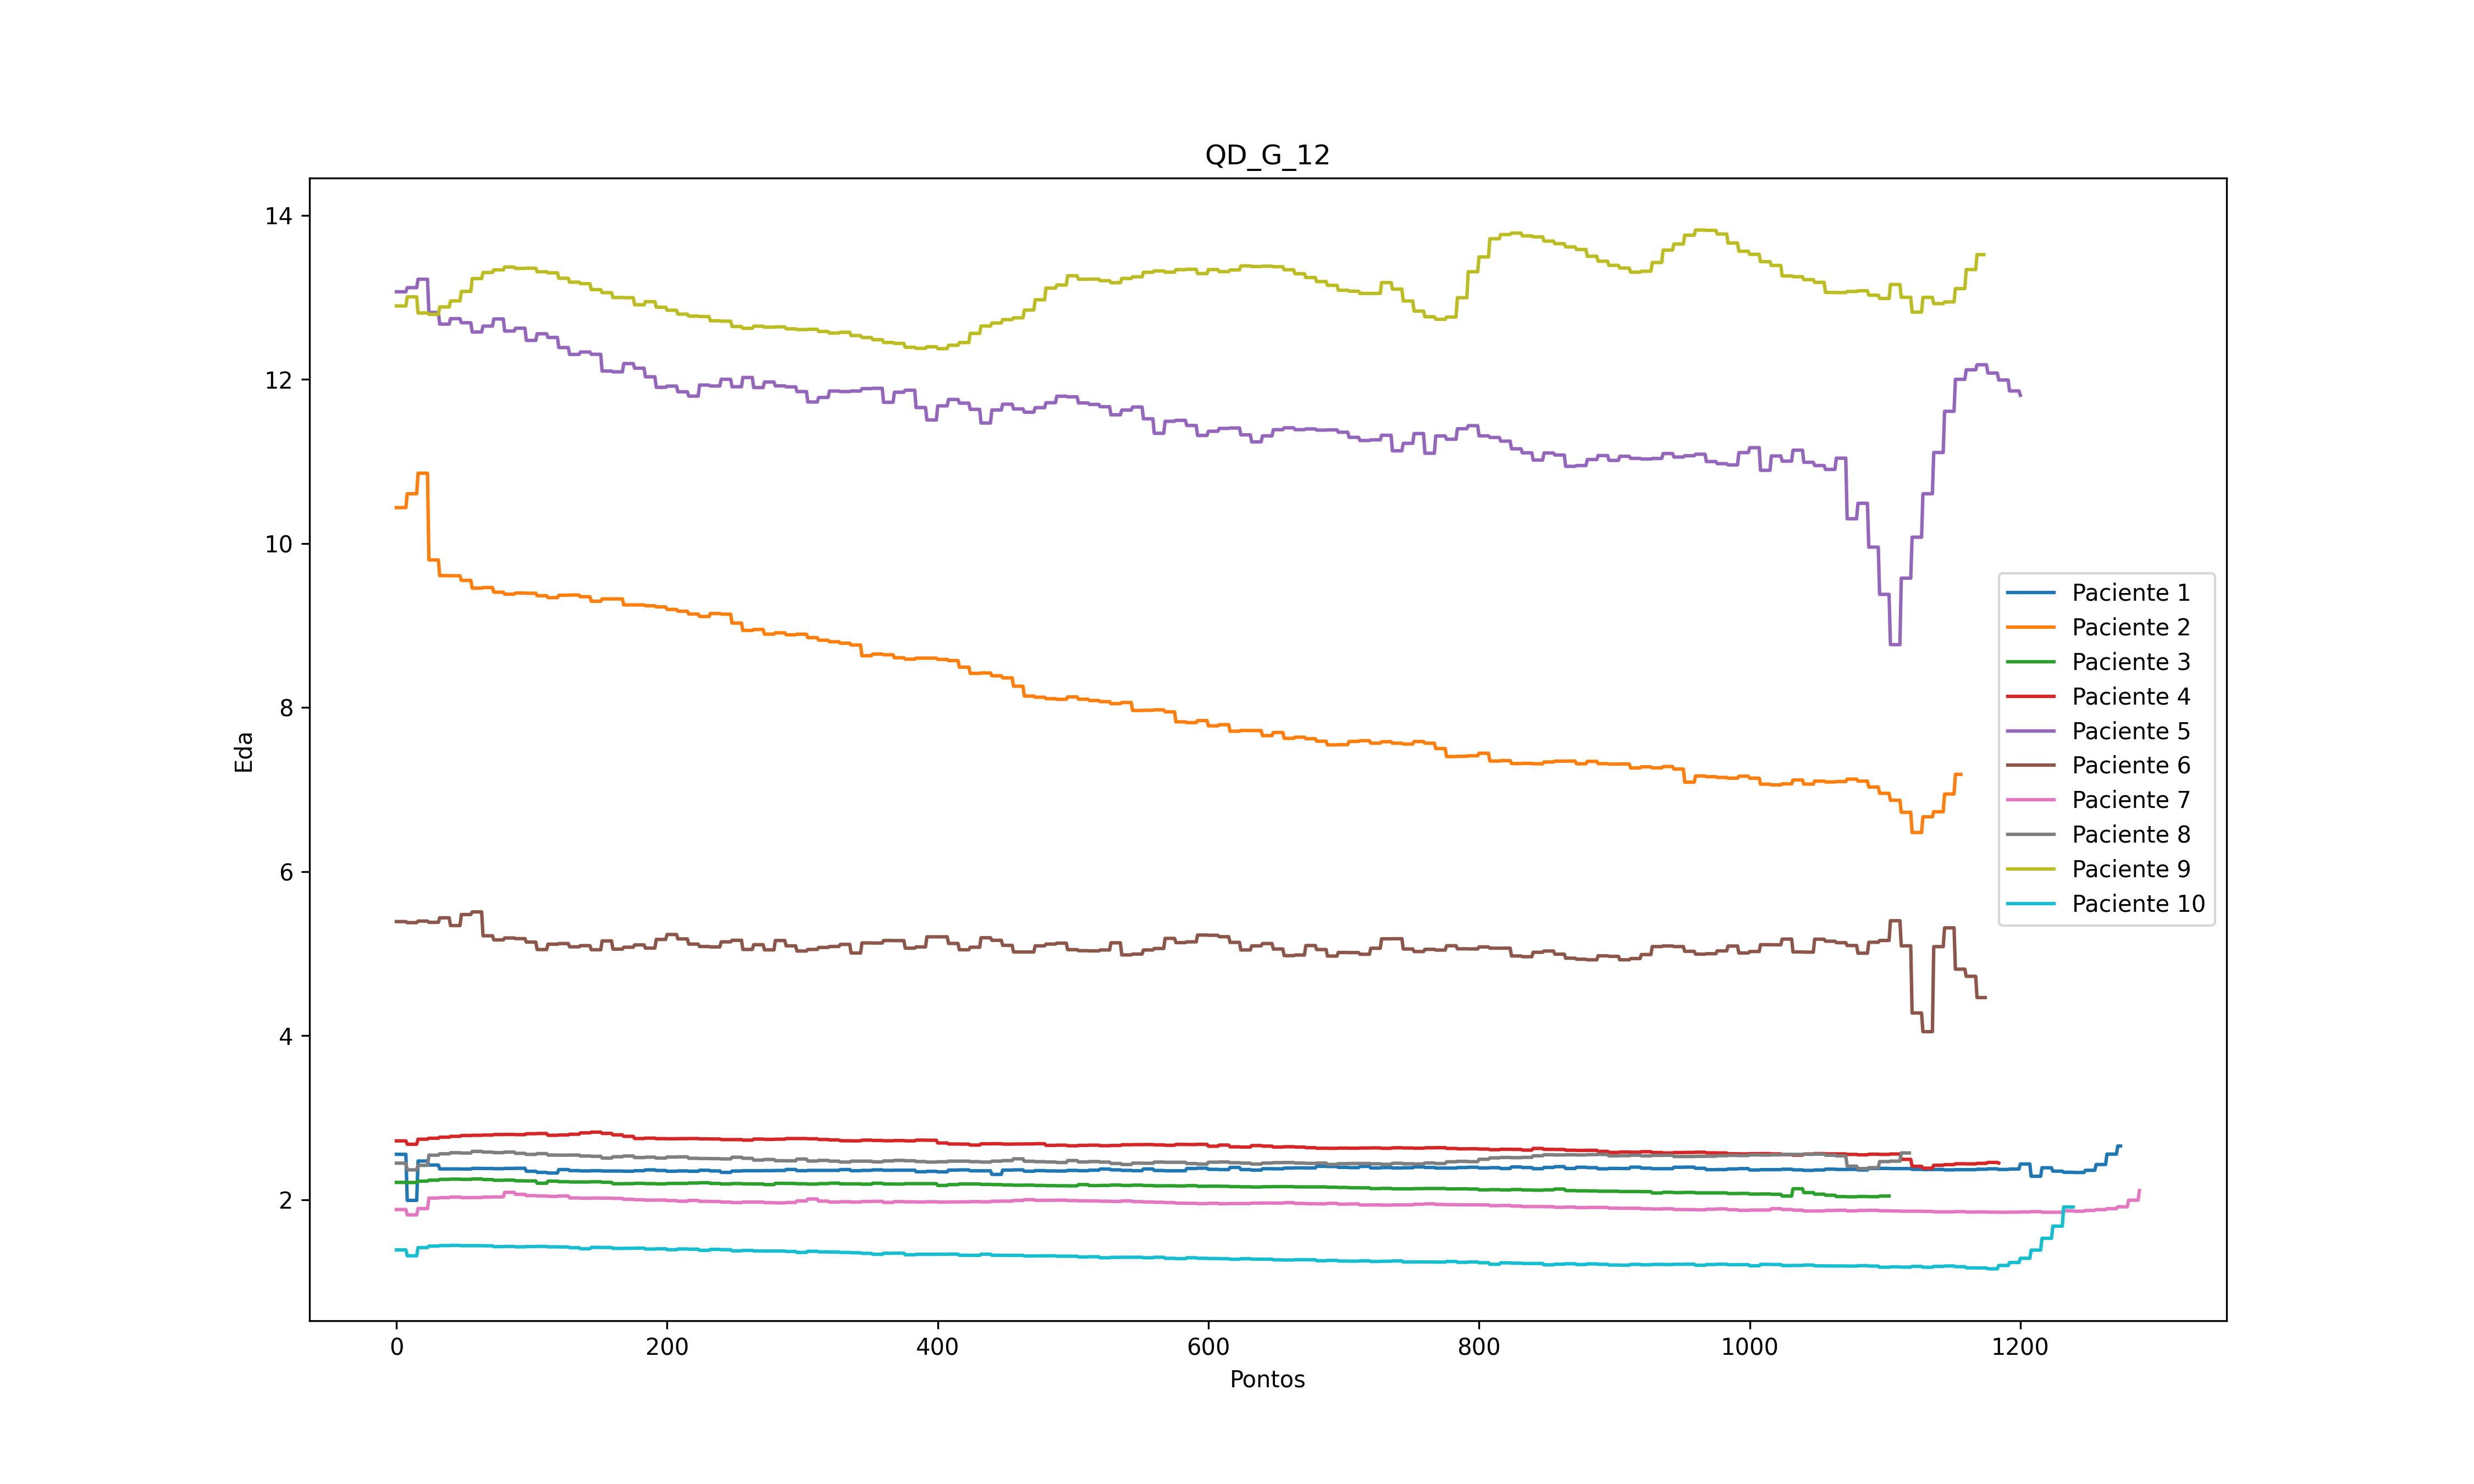 QD_G_12
14
12
10
8
6
4
2
Eda
0 200 400 600 800 1000 1200
Pontos
Paciente 1
Paciente 2
Paciente 3
Paciente 4
Paciente 5
Paciente 6
Paciente 7
Paciente 8
Paciente 9
Paciente 10